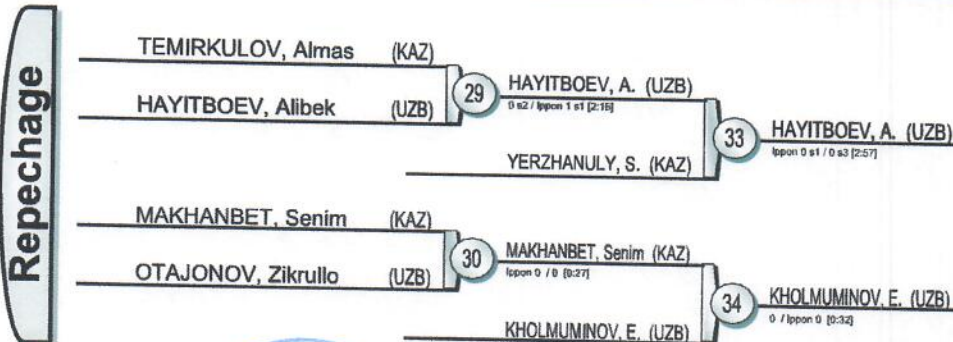 Repechage
TEMIRKULOV, Almas (KAZ)
HAYITBOEV, Alibek (UZB)
29
HAYITBOEV, A. (UZB)
0 s2 / Ippon 1 s1 [2:15]
YERZHANULY, S. (KAZ)
33
HAYITBOEV, A. (UZB)
Ippon 0 s1 / 0 s3 [2:57]
MAKHANBET, Senim (KAZ)
OTAJONOV, Zikrullo (UZB)
30
MAKHANBET, Senim (KAZ)
Ippon 0 / 0 [0:27]
KHOLMUMINOV, E. (UZB)
34
KHOLMUMINOV, E. (UZB)
0 / Ippon 0 [0:32]